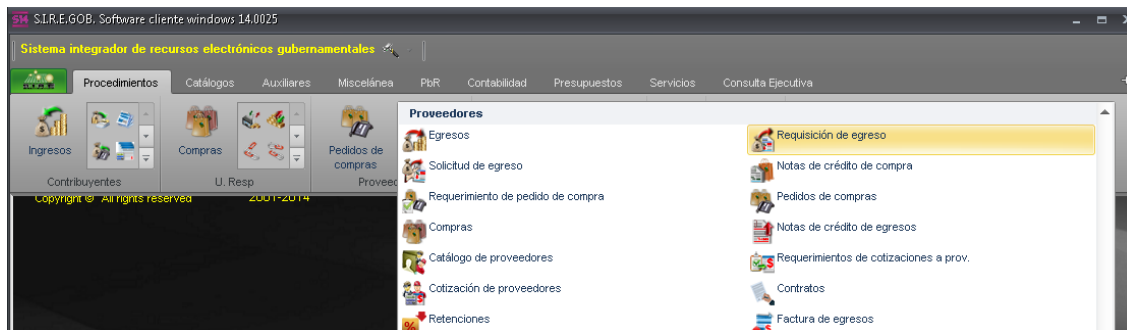 S.I.R.E.GOB. Software cliente windows 14.0025
Sistema integrador de recursos electrónicos gubernamentales
Procedimientos Catálogos Auxiliares Miscelánea PbR Contabilidad Presupuestos Servicios Consulta Ejecutiva
Ingresos
Compras
Pedidos de
compras
Contribuyentes
U. Resp
Proveed
Copyright © All rights reserved 2001-2014
Proveedores
Egresos
Requisición de egreso
Solicitud de egreso
Notas de crédito de compra
Requerimiento de pedido de compra
Pedidos de compras
Compras
Notas de crédito de egresos
Catálogo de proveedores
Requerimientos de cotizaciones a prov.
Cotización de proveedores
Contratos
Retenciones
Factura de egresos